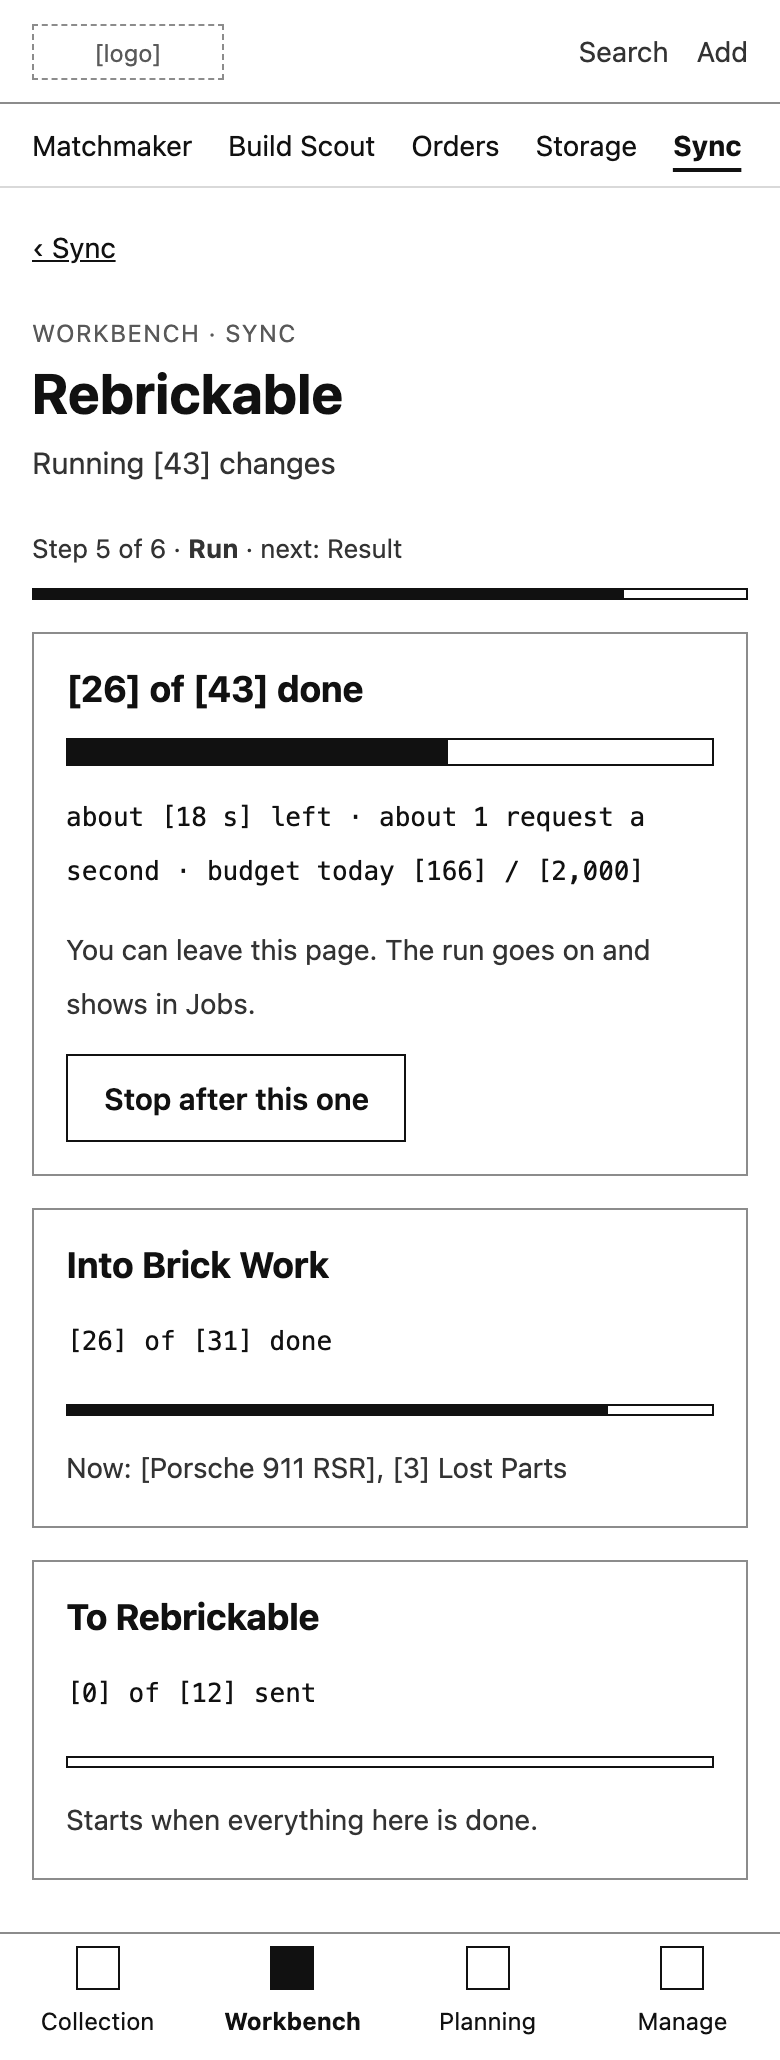 [logo]
Search Add
Matchmaker Build Scout Orders Storage Sync
‹ Sync
WORKBENCH · SYNC
Rebrickable
Running [43] changes
Step 5 of 6 · Run · next: Result
[26] of [43] done
about [18 s] left · about 1 request a
second · budget today [166] / [2,000]
You can leave this page. The run goes on and
shows in Jobs.
Stop after this one
Into Brick Work
[26] of [31] done
Now: [Porsche 911 RSR], [3] Lost Parts
To Rebrickable
[0] of [12] sent
Starts when everything here is done.
Collection Workbench Planning Manage